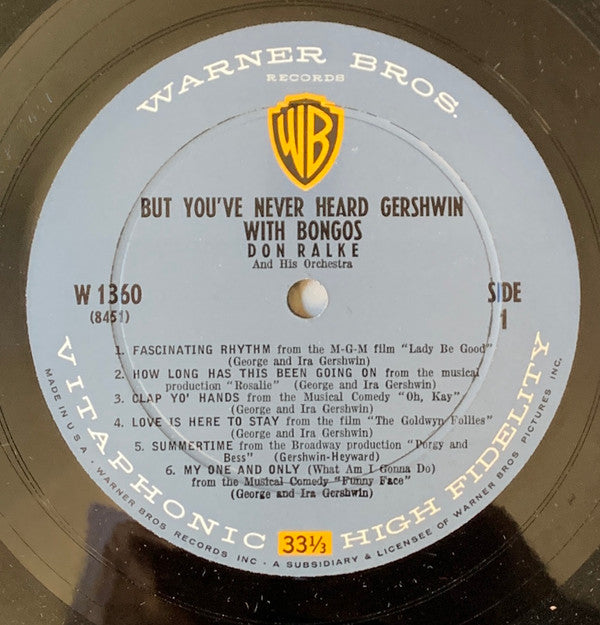 WARNER BROS.
RECORDS
WB
BUT YOU'VE NEVER HEARD GERSHWIN
WITH BONGOS
DON RALKE
And His Orchestra
W 1360
(8451)
SIDE
1
1. FASCINATING RHYTHM from the M-G-M film "Lady Be Good"
(George and Ira Gershwin)
2. HOW LONG HAS THIS BEEN GOING ON from the musical
production "Rosalie" (George and Ira Gershwin)
3. CLAP YO' HANDS from the Musical Comedy "Oh, Kay"
(George and Ira Gershwin)
4. LOVE IS HERE TO STAY from the film "The Goldwyn Follies"
(George and Ira Gershwin)
5. SUMMERTIME from the Broadway production "Porgy and
Bess" (Gershwin-Heyward)
6. MY ONE AND ONLY (What Am I Gonna Do)
from the Musical Comedy "Funny Face"
(George and Ira Gershwin)
VITAPHONIC 33⅓ HIGH FIDELITY
MADE IN U.S.A. · WARNER BROS RECORDS INC · A SUBSIDIARY & LICENSEE OF WARNER BROS PICTURES INC.